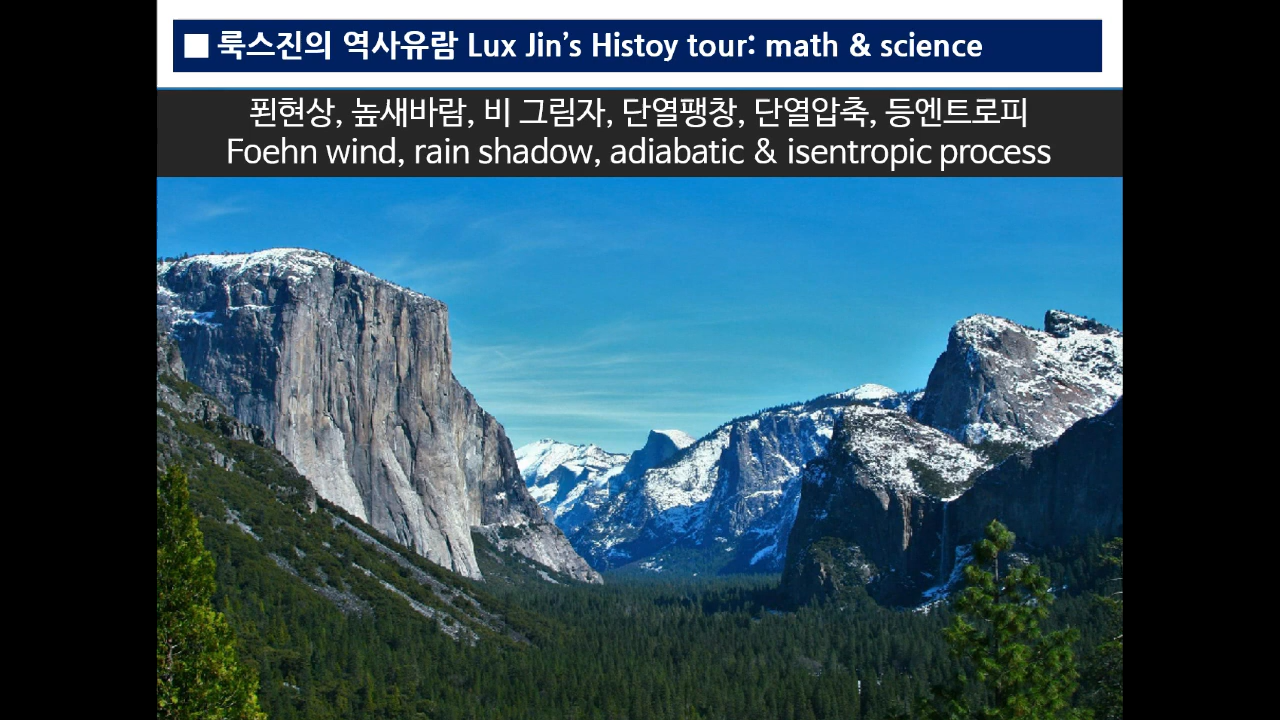 ■ 룩스진의 역사유람 Lux Jin’s Histoy tour: math & science
푄현상, 높새바람, 비 그림자, 단열팽창, 단열압축, 등엔트로피
Foehn wind, rain shadow, adiabatic & isentropic process